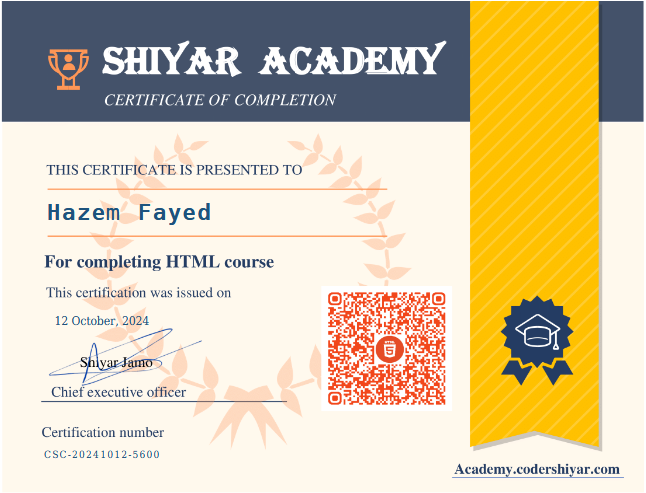 SHIYAR ACADEMY
CERTIFICATE OF COMPLETION
THIS CERTIFICATE IS PRESENTED TO
Hazem Fayed
For completing HTML course
This certification was issued on
12 October, 2024
Shiyar Jamo
Chief executive officer
Certification number
CSC-20241012-5600
Academy.codershiyar.com